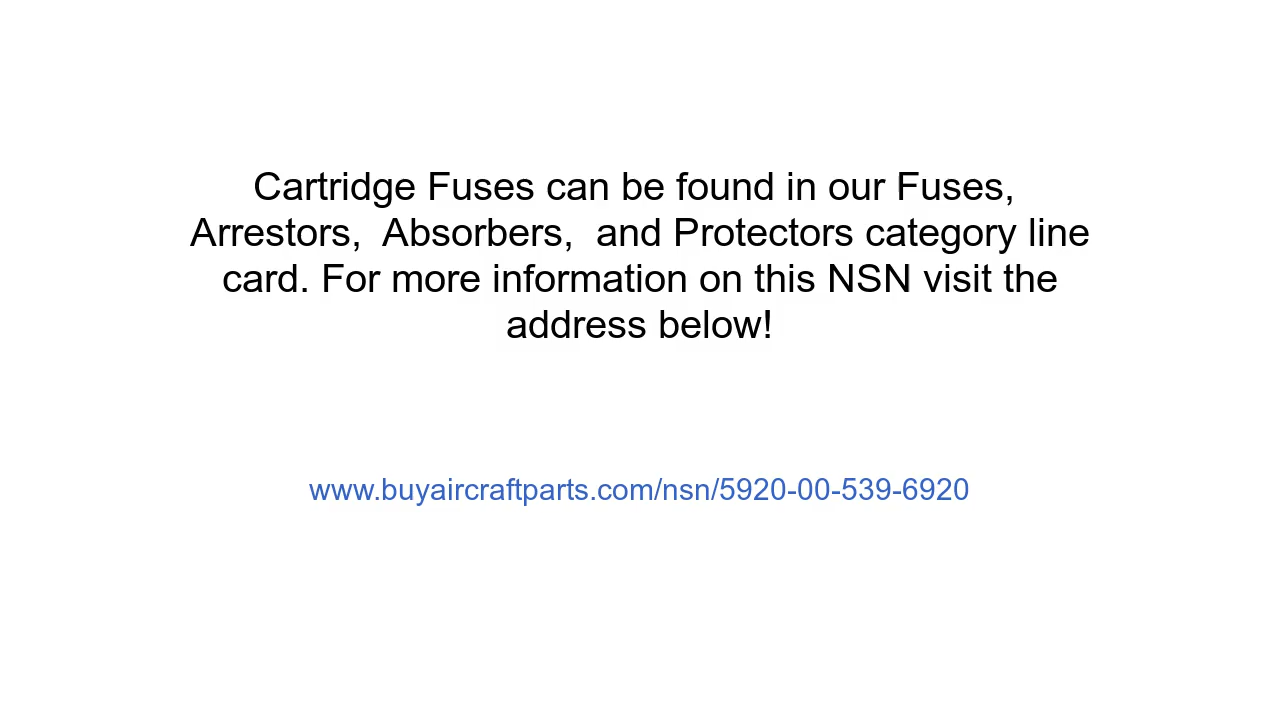 Cartridge Fuses can be found in our Fuses,
Arrestors,  Absorbers,  and Protectors category line
card. For more information on this NSN visit the
address below!
www.buyaircraftparts.com/nsn/5920-00-539-6920